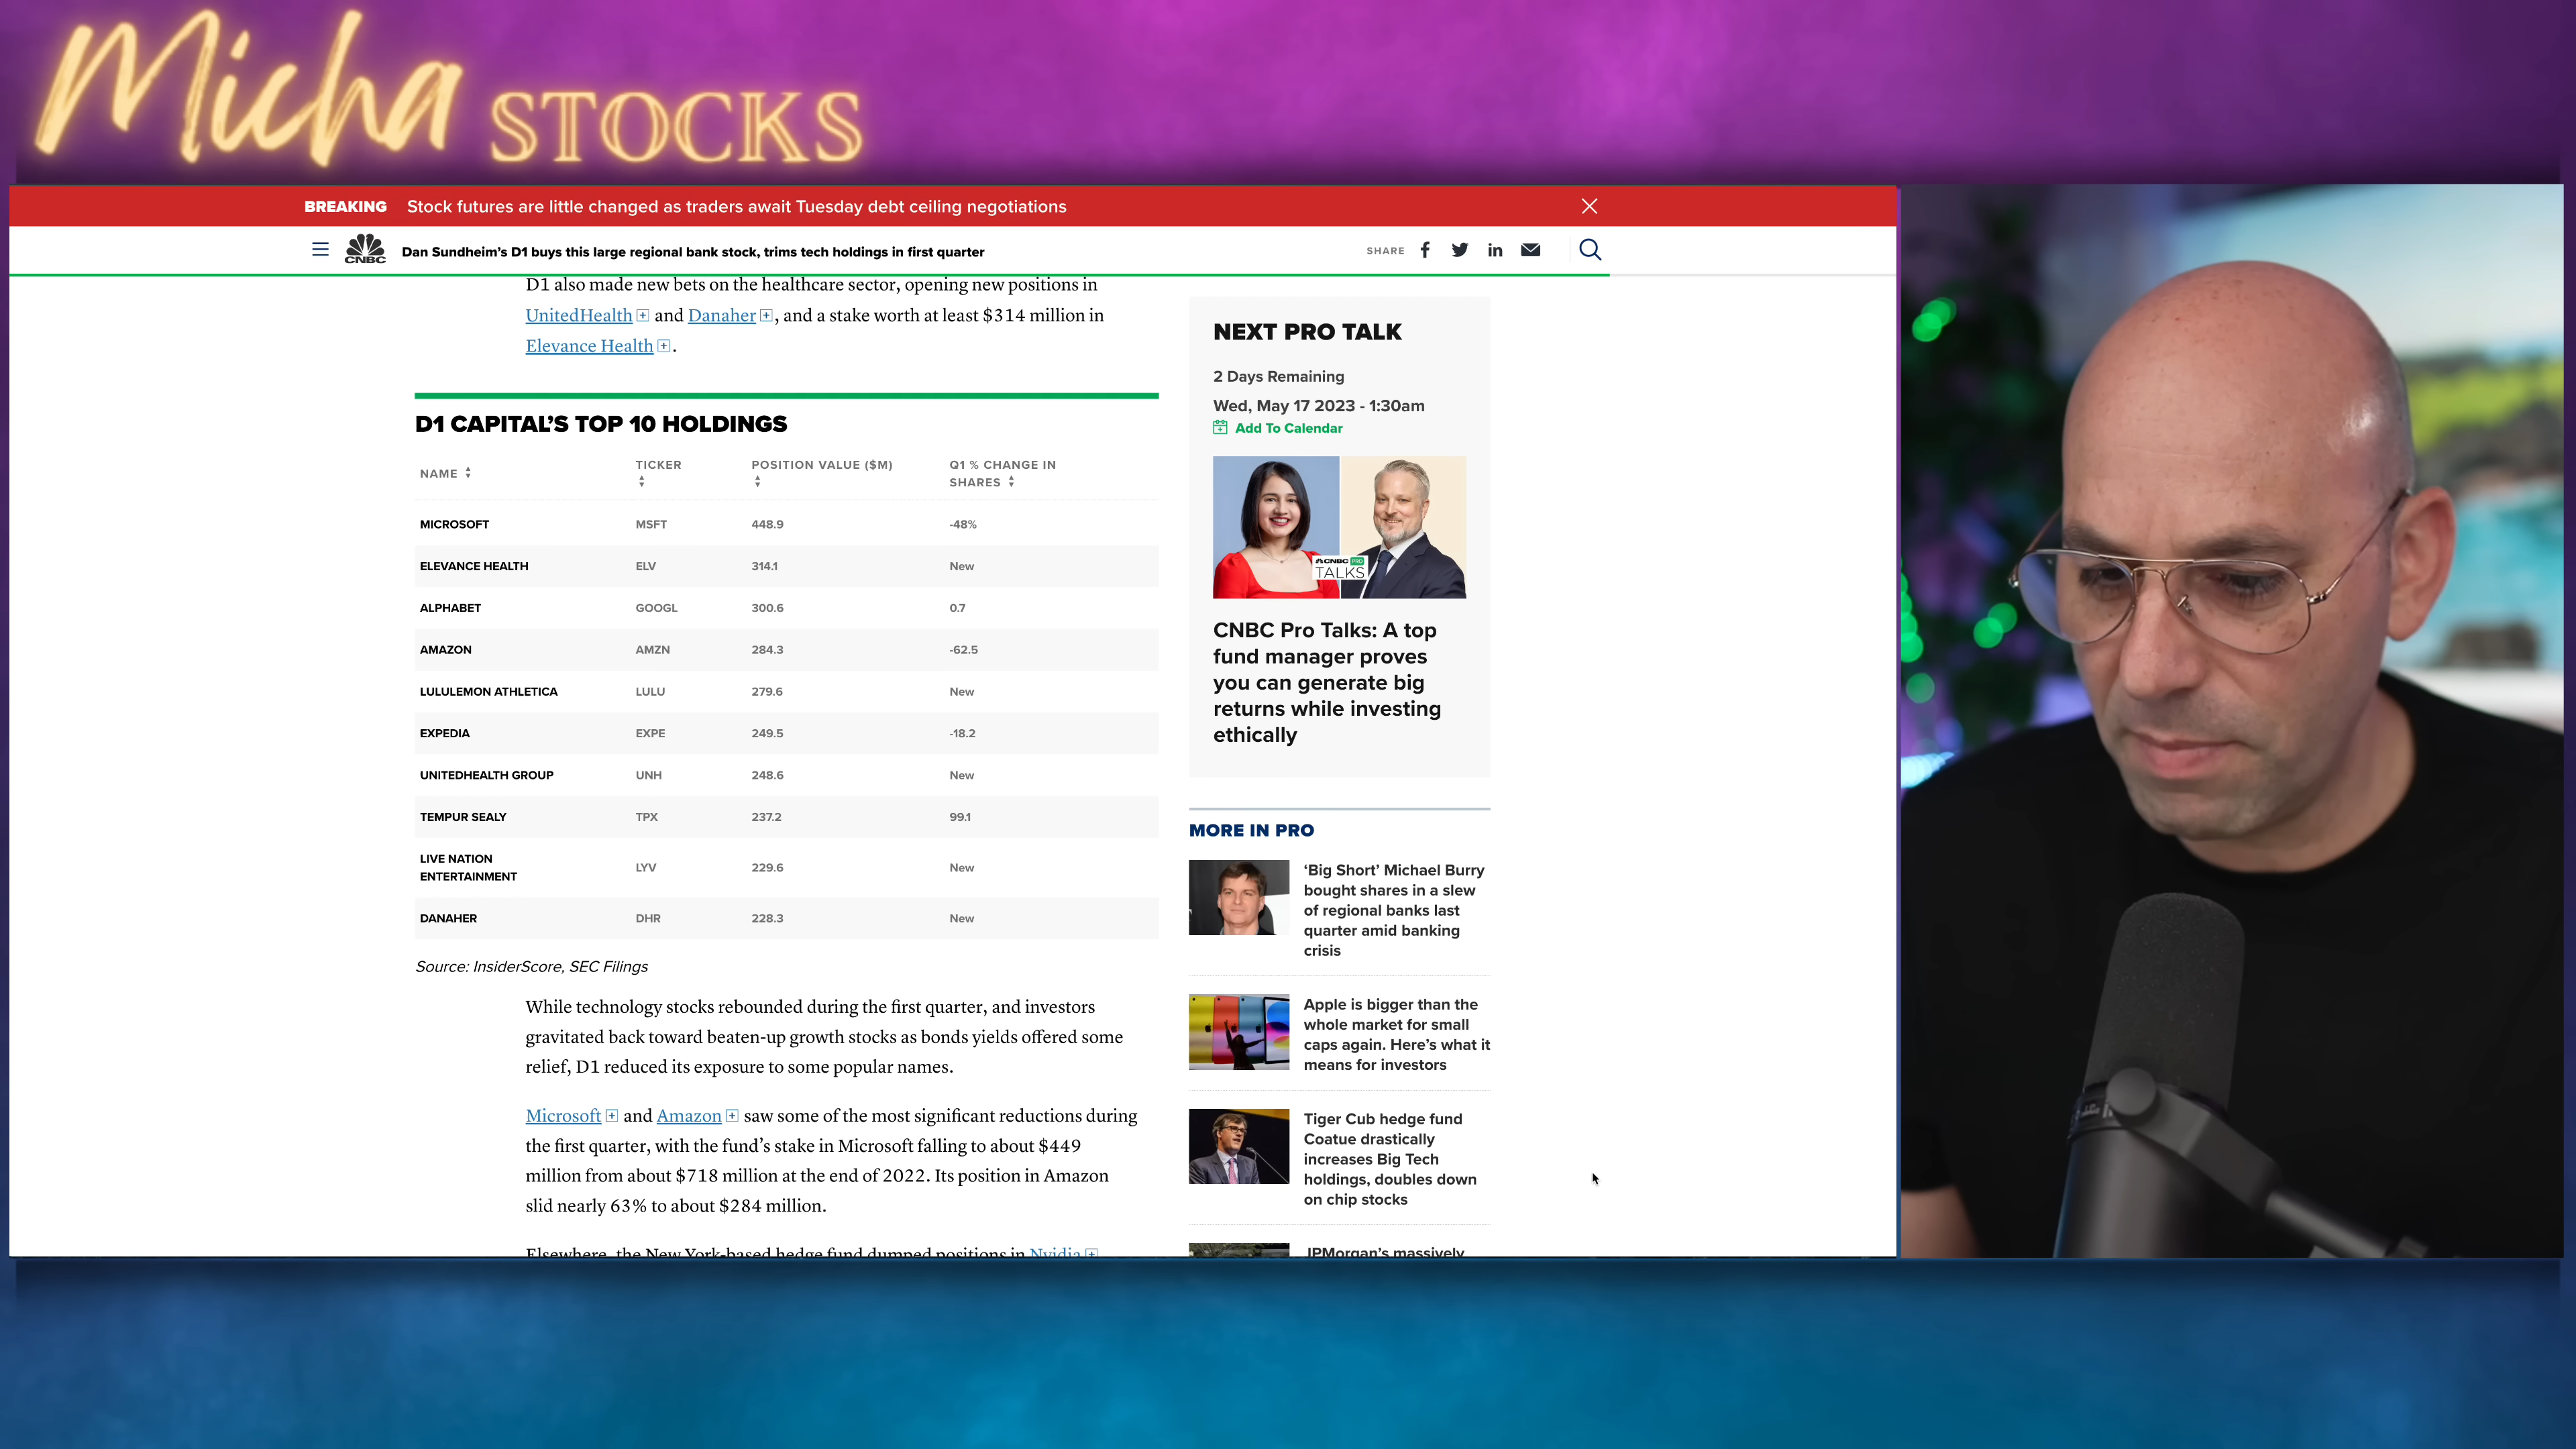 Micha STOCKS
BREAKING Stock futures are little changed as traders await Tuesday debt ceiling negotiations
CNBC Dan Sundheim's D1 buys this large regional bank stock, trims tech holdings in first quarter SHARE
D1 also made new bets on the healthcare sector, opening new positions in
UnitedHealth and Danaher, and a stake worth at least $314 million in
Elevance Health.
D1 CAPITAL'S TOP 10 HOLDINGS
NAME TICKER POSITION VALUE ($M) Q1 % CHANGE IN SHARES
MICROSOFT MSFT 448.9 -48%
ELEVANCE HEALTH ELV 314.1 New
ALPHABET GOOGL 300.6 0.7
AMAZON AMZN 284.3 -62.5
LULULEMON ATHLETICA LULU 279.6 New
EXPEDIA EXPE 249.5 -18.2
UNITEDHEALTH GROUP UNH 248.6 New
TEMPUR SEALY TPX 237.2 99.1
LIVE NATION ENTERTAINMENT LYV 229.6 New
DANAHER DHR 228.3 New
Source: InsiderScore, SEC Filings
While technology stocks rebounded during the first quarter, and investors
gravitated back toward beaten-up growth stocks as bonds yields offered some
relief, D1 reduced its exposure to some popular names.
Microsoft and Amazon saw some of the most significant reductions during
the first quarter, with the fund's stake in Microsoft falling to about $449
million from about $718 million at the end of 2022. Its position in Amazon
slid nearly 63% to about $284 million.
Elsewhere, the New York-based hedge fund dumped positions in Nvidia
NEXT PRO TALK
2 Days Remaining
Wed, May 17 2023 - 1:30am
Add To Calendar
CNBC PRO
TALKS
CNBC Pro Talks: A top
fund manager proves
you can generate big
returns while investing
ethically
MORE IN PRO
'Big Short' Michael Burry
bought shares in a slew
of regional banks last
quarter amid banking
crisis
Apple is bigger than the
whole market for small
caps again. Here's what it
means for investors
Tiger Cub hedge fund
Coatue drastically
increases Big Tech
holdings, doubles down
on chip stocks
JPMorgan's massively